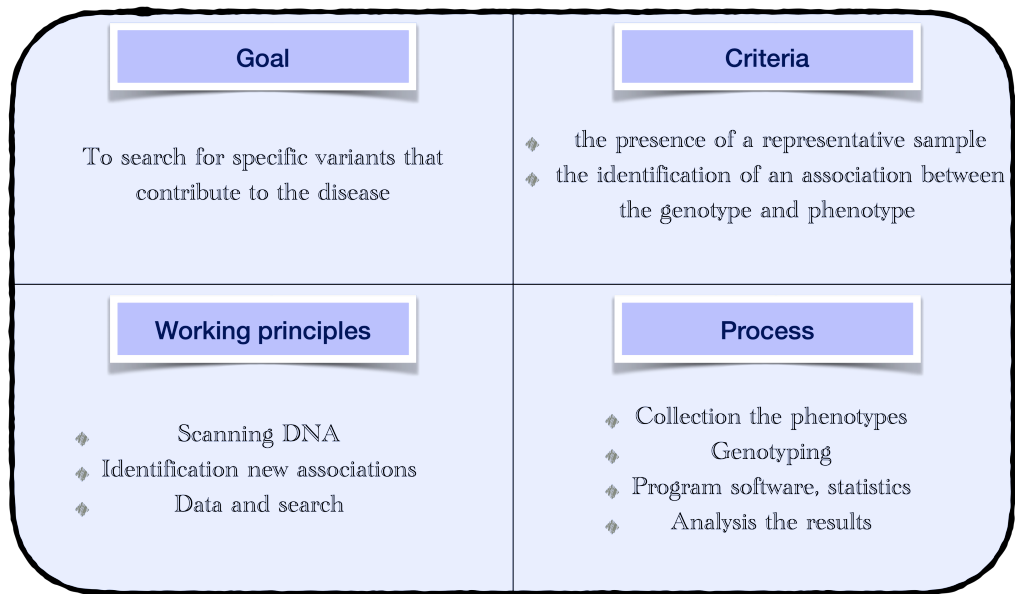 Goal
To search for specific variants that
contribute to the disease
Criteria
the presence of a representative sample
the identification of an association between
the genotype and phenotype
Working principles
Scanning DNA
Identification new associations
Data and search
Process
Collection the phenotypes
Genotyping
Program software, statistics
Analysis the results